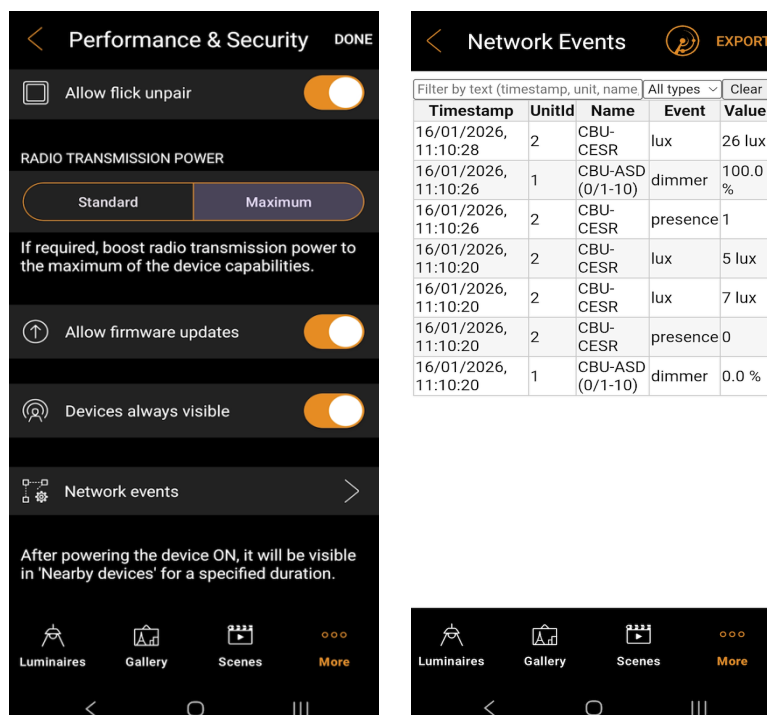 Performance & Security DONE
Allow flick unpair
RADIO TRANSMISSION POWER
Standard Maximum
If required, boost radio transmission power to
the maximum of the device capabilities.
Allow firmware updates
Devices always visible
Network events
After powering the device ON, it will be visible
in 'Nearby devices' for a specified duration.
Luminaires Gallery Scenes More
Network Events EXPORT
Filter by text (timestamp, unit, name, All types Clear
Timestamp UnitId Name Event Value
16/01/2026,
11:10:28 2 CBU-
CESR lux 26 lux
16/01/2026,
11:10:26 1 CBU-ASD
(0/1-10) dimmer 100.0
%
16/01/2026,
11:10:26 2 CBU-
CESR presence 1
16/01/2026,
11:10:20 2 CBU-
CESR lux 5 lux
16/01/2026,
11:10:20 2 CBU-
CESR lux 7 lux
16/01/2026,
11:10:20 2 CBU-
CESR presence 0
16/01/2026,
11:10:20 1 CBU-ASD
(0/1-10) dimmer 0.0 %
Luminaires Gallery Scenes More